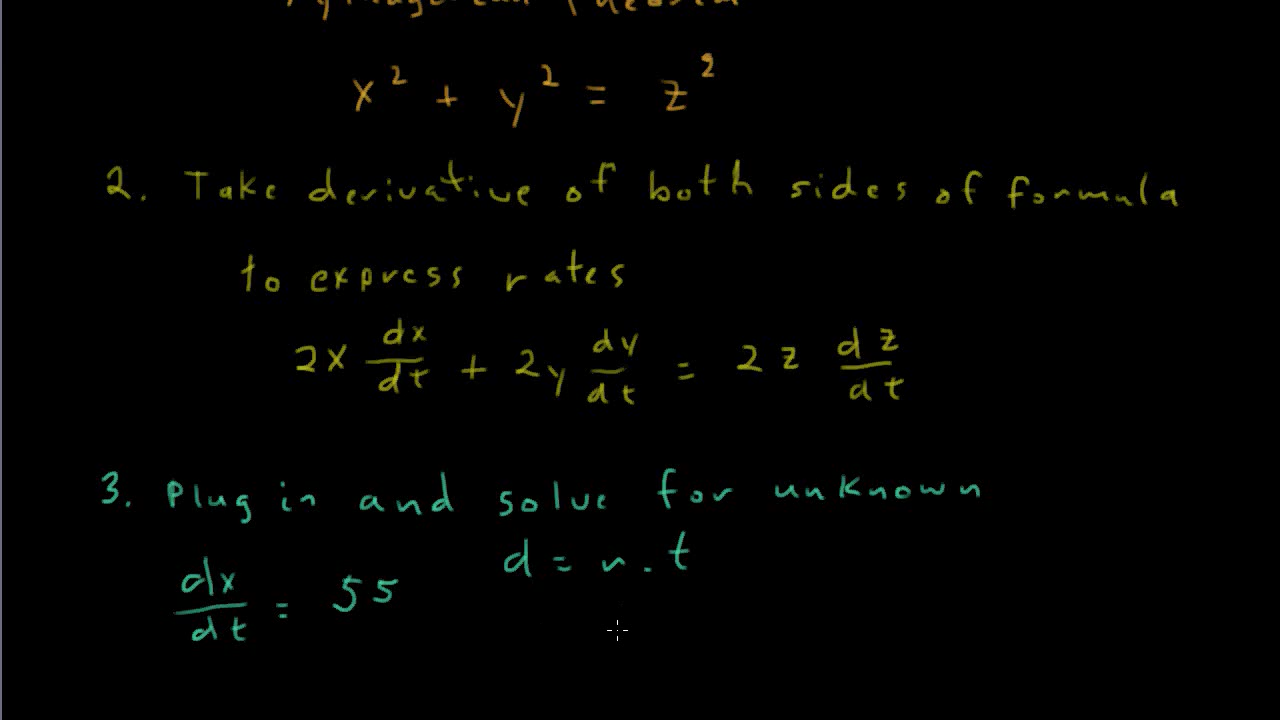 x² + y² = z²
2. Take derivative of both sides of formula
to express rates
2x dx/dt + 2y dy/dt = 2z dz/dt
3. Plug in and solve for unknown
d = r . t
dx/dt = 55